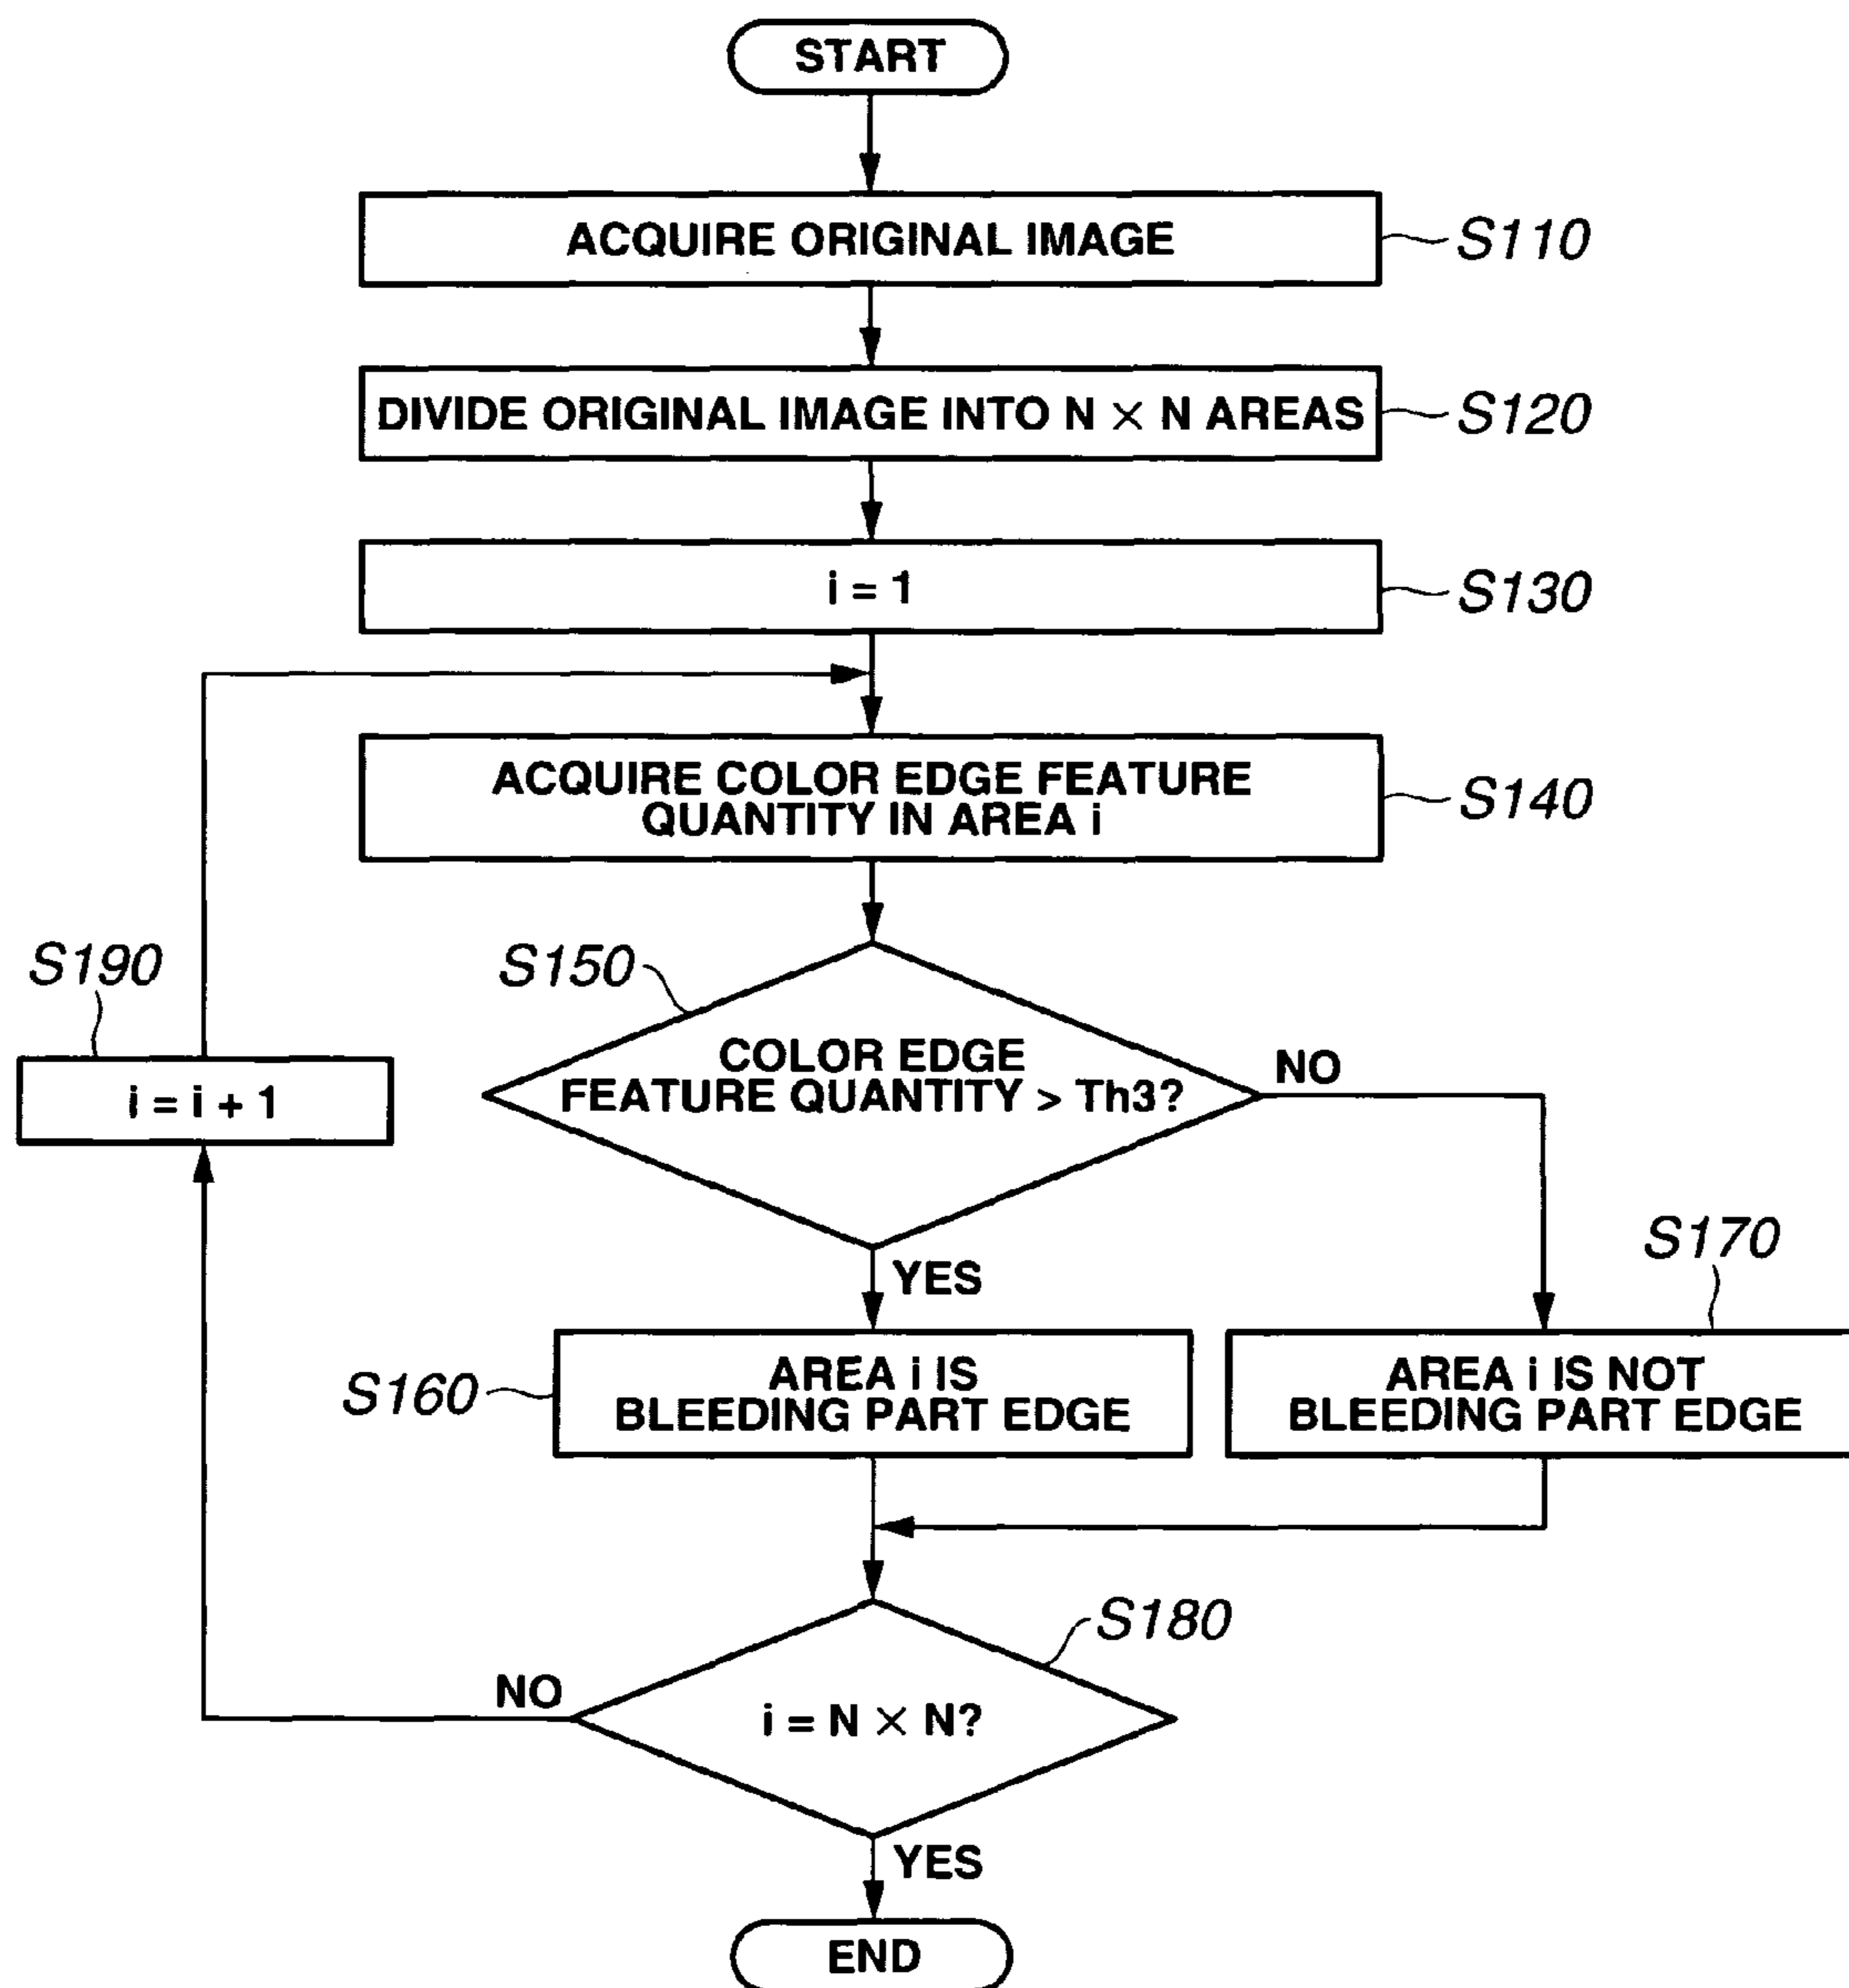 START
ACQUIRE ORIGINAL IMAGE
S110
DIVIDE ORIGINAL IMAGE INTO N × N AREAS
S120
i = 1
S130
ACQUIRE COLOR EDGE FEATURE
QUANTITY IN AREA i
S140
S190
i = i + 1
S150
COLOR EDGE
FEATURE QUANTITY > Th3?
NO
YES
S160
AREA i IS
BLEEDING PART EDGE
S170
AREA i IS NOT
BLEEDING PART EDGE
S180
i = N × N?
NO
YES
END